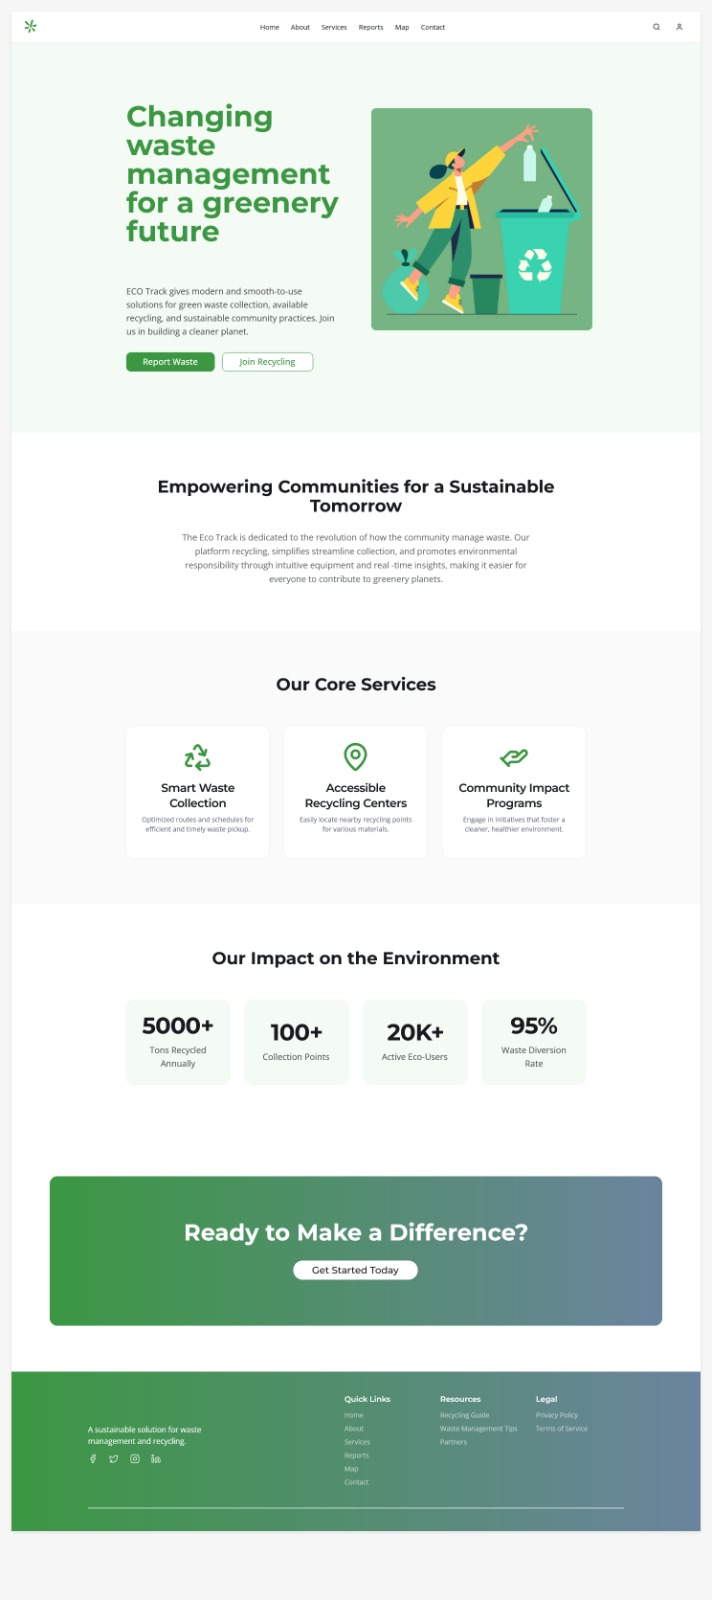 Home About Services Reports Map Contact
Changing
waste
management
for a greenery
future
ECO Track gives modern and smooth-to-use
solutions for green waste collection, available
recycling, and sustainable community practices. Join
us in building a cleaner planet.
Report Waste Join Recycling
Empowering Communities for a Sustainable
Tomorrow
The Eco Track is dedicated to the revolution of how the community manage waste. Our
platform recycling, simplifies streamline collection, and promotes environmental
responsibility through intuitive equipment and real -time insights, making it easier for
everyone to contribute to greenery planets.
Our Core Services
Smart Waste
Collection
Optimized routes and schedules for
efficient and timely waste pickup.
Accessible
Recycling Centers
Easily locate nearby recycling points
for various materials.
Community Impact
Programs
Engage in initiatives that foster a
cleaner, healthier environment.
Our Impact on the Environment
5000+
Tons Recycled
Annually
100+
Collection Points
20K+
Active Eco-Users
95%
Waste Diversion
Rate
Ready to Make a Difference?
Get Started Today
A sustainable solution for waste
management and recycling.
Quick Links
Home
About
Services
Reports
Map
Contact
Resources
Recycling Guide
Waste Management Tips
Partners
Legal
Privacy Policy
Terms of Service